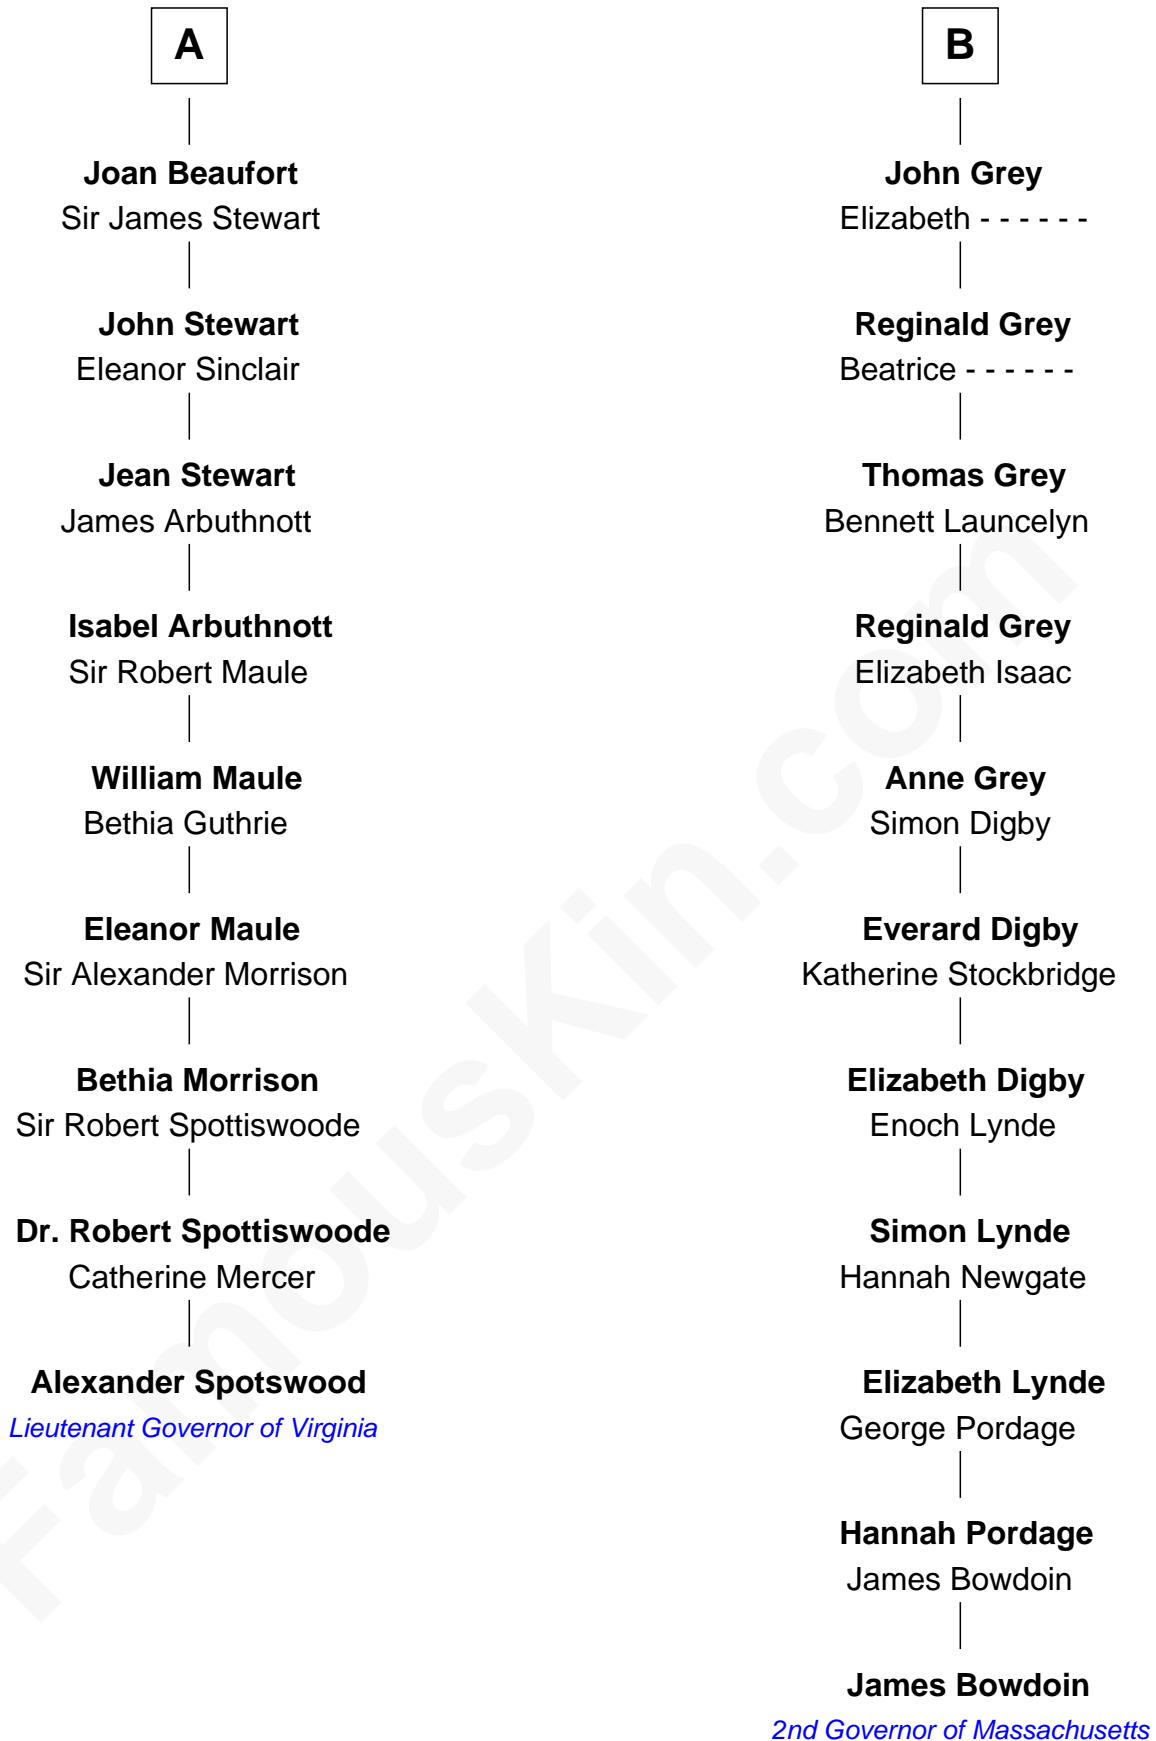 A
Joan Beaufort
Sir James Stewart
John Stewart
Eleanor Sinclair
Jean Stewart
James Arbuthnott
Isabel Arbuthnott
Sir Robert Maule
William Maule
Bethia Guthrie
Eleanor Maule
Sir Alexander Morrison
Bethia Morrison
Sir Robert Spottiswoode
Dr. Robert Spottiswoode
Catherine Mercer
Alexander Spotswood
Lieutenant Governor of Virginia
B
John Grey
Elizabeth - - - - - -
Reginald Grey
Beatrice - - - - - -
Thomas Grey
Bennett Launcelyn
Reginald Grey
Elizabeth Isaac
Anne Grey
Simon Digby
Everard Digby
Katherine Stockbridge
Elizabeth Digby
Enoch Lynde
Simon Lynde
Hannah Newgate
Elizabeth Lynde
George Pordage
Hannah Pordage
James Bowdoin
James Bowdoin
2nd Governor of Massachusetts
FamousKin.com